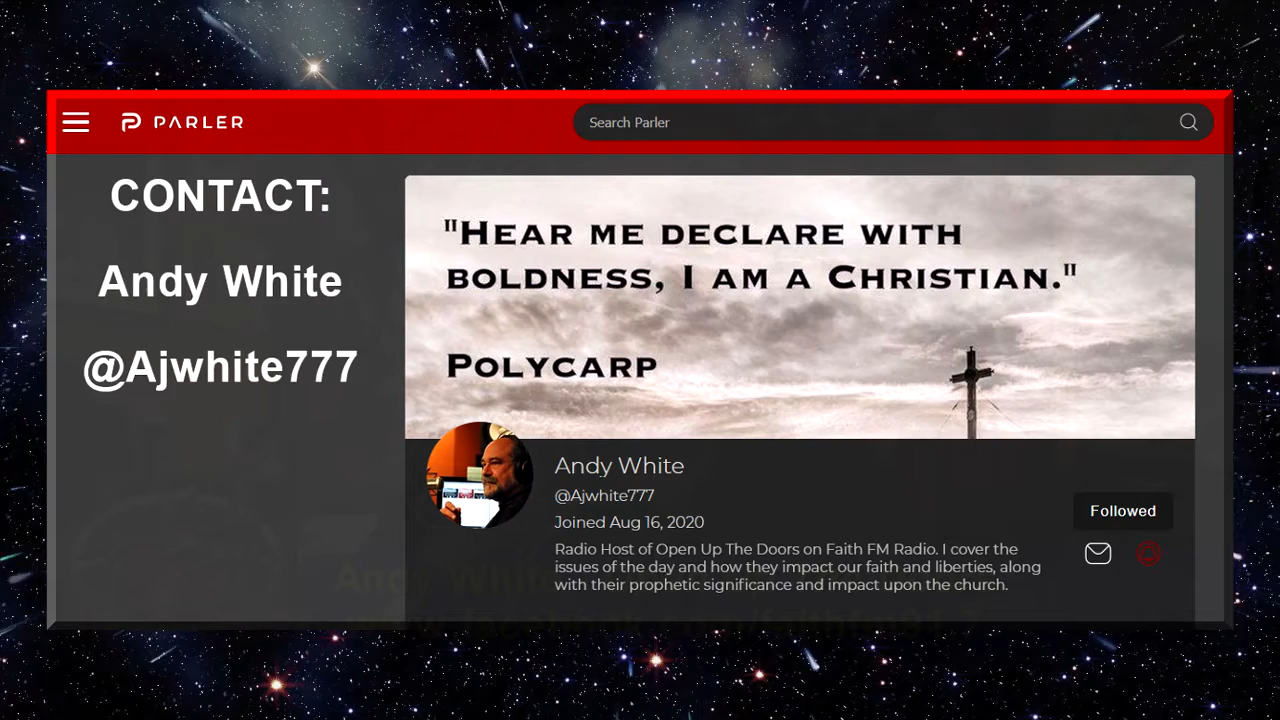 PARLER
Search Parler
CONTACT:
Andy White
@Ajwhite777
"HEAR ME DECLARE WITH
BOLDNESS, I AM A CHRISTIAN."
POLYCARP
Andy White
@Ajwhite777
Joined Aug 16, 2020
Followed
Radio Host of Open Up The Doors on Faith FM Radio. I cover the
issues of the day and how they impact our faith and liberties, along
with their prophetic significance and impact upon the church.
Andy White